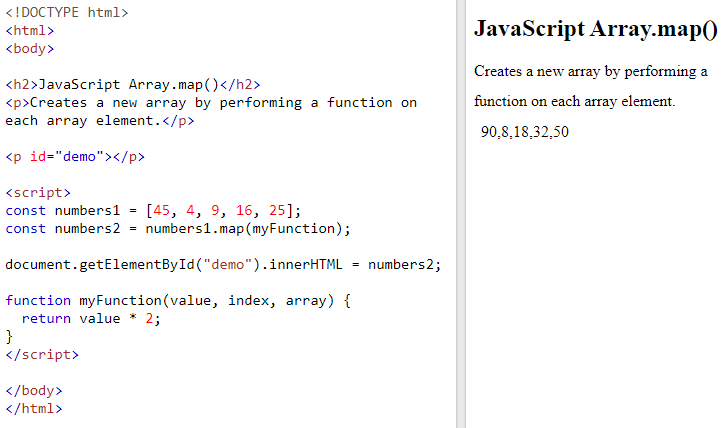 <!DOCTYPE html>
<html>
<body>
<h2>JavaScript Array.map()</h2>
<p>Creates a new array by performing a function on
each array element.</p>
<p id="demo"></p>
<script>
const numbers1 = [45, 4, 9, 16, 25];
const numbers2 = numbers1.map(myFunction);
document.getElementById("demo").innerHTML = numbers2;
function myFunction(value, index, array) {
  return value * 2;
}
</script>
</body>
</html>
JavaScript Array.map()
Creates a new array by performing a
function on each array element.
90,8,18,32,50